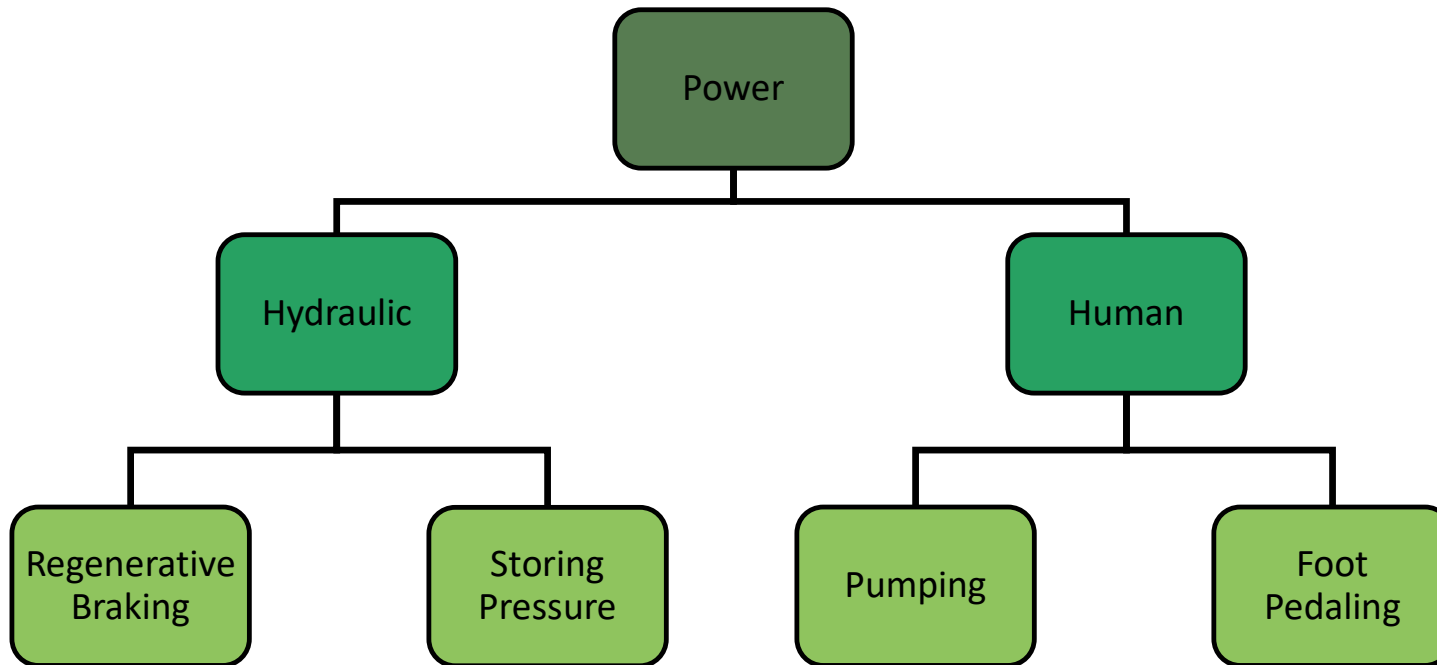 Power
Hydraulic
Human
Regenerative
Braking
Storing
Pressure
Pumping
Foot
Pedaling